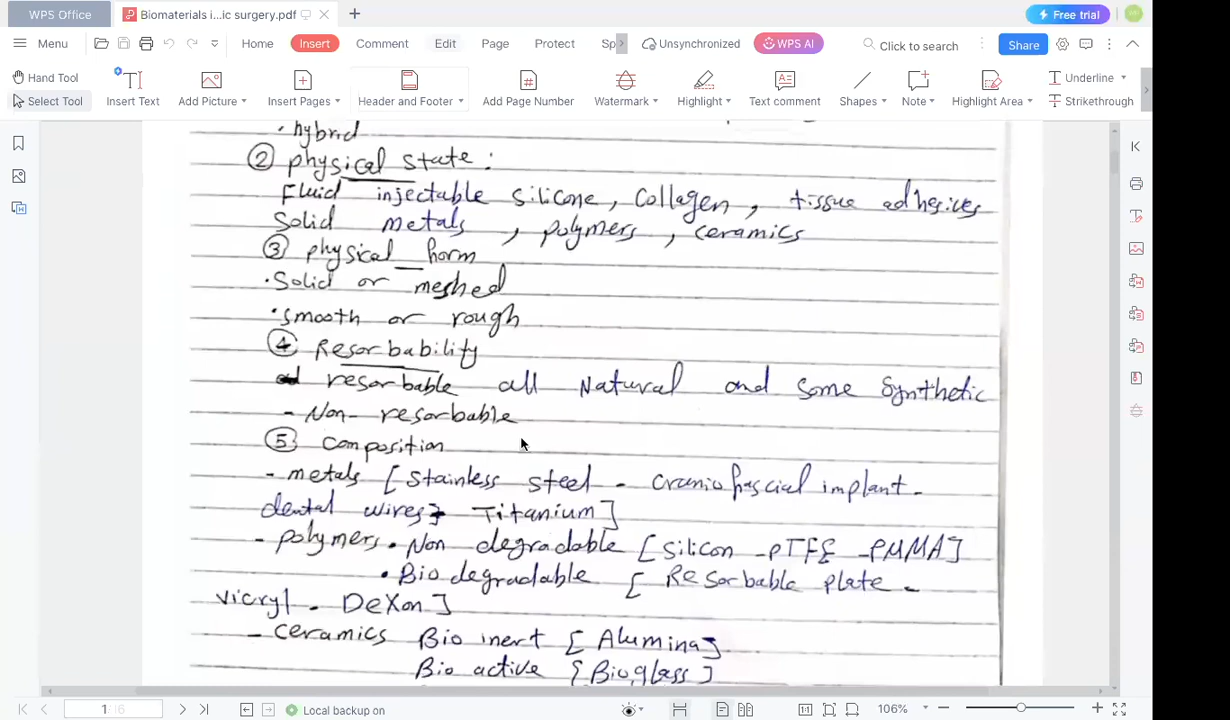 WPS Office
Biomaterials i...ic surgery.pdf
Free trial
Menu
Home
Insert
Comment
Edit
Page
Protect
Sp
Unsynchronized
WPS AI
Click to search
Share
Hand Tool
Select Tool
Insert Text
Add Picture
Insert Pages
Header and Footer
Add Page Number
Watermark
Highlight
Text comment
Shapes
Note
Highlight Area
Underline
Strikethrough
· hybrid
② physical state :
Fluid injectable silicone, Collagen, tissue adhesives
Solid metals, polymers, ceramics
③ physical form
· Solid or meshed
· smooth or rough
④ Resorbability
resorbable all Natural and some Synthetic
- Non-resorbable
⑤ Composition
- metals [Stainless steel - craniofascial implant -
dental wires - Titanium]
- polymers • Non degradable [Silicon - PTFE - PMMA]
• Bio degradable [Resorbable plate -
vicryl - DeXon]
- ceramics Bio inert [Alumina]
Bio active [Bioglass]
1 /6
Local backup on
106%